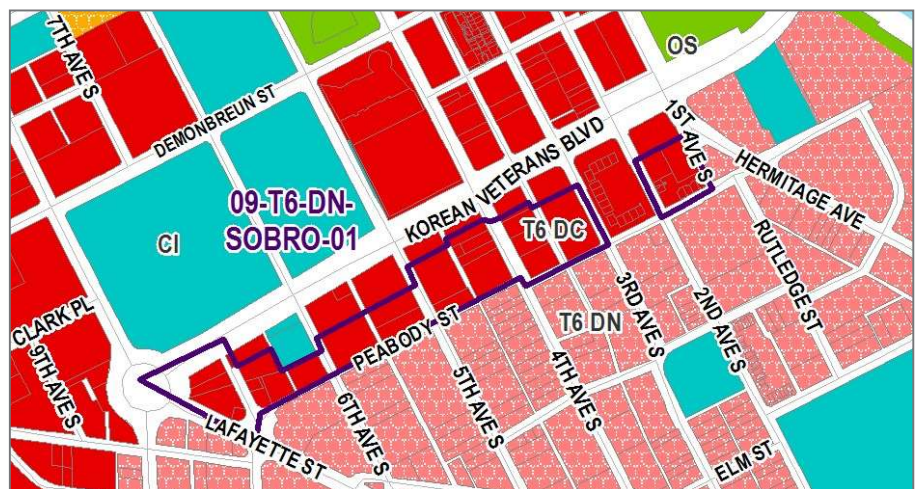 7TH AVE S
OS
DEMONBREUN ST
1ST AVE S
KOREAN VETERANS BLVD
HERMITAGE AVE
09-T6-DN-
SOBRO-01
CI
T6 DC
RUTLEDGE ST
CLARK PL
3RD AVE S
2ND AVE S
T6 DN
PEABODY ST
9TH AVE S
4TH AVE S
5TH AVE S
6TH AVE S
LAFAYETTE ST
ELM ST